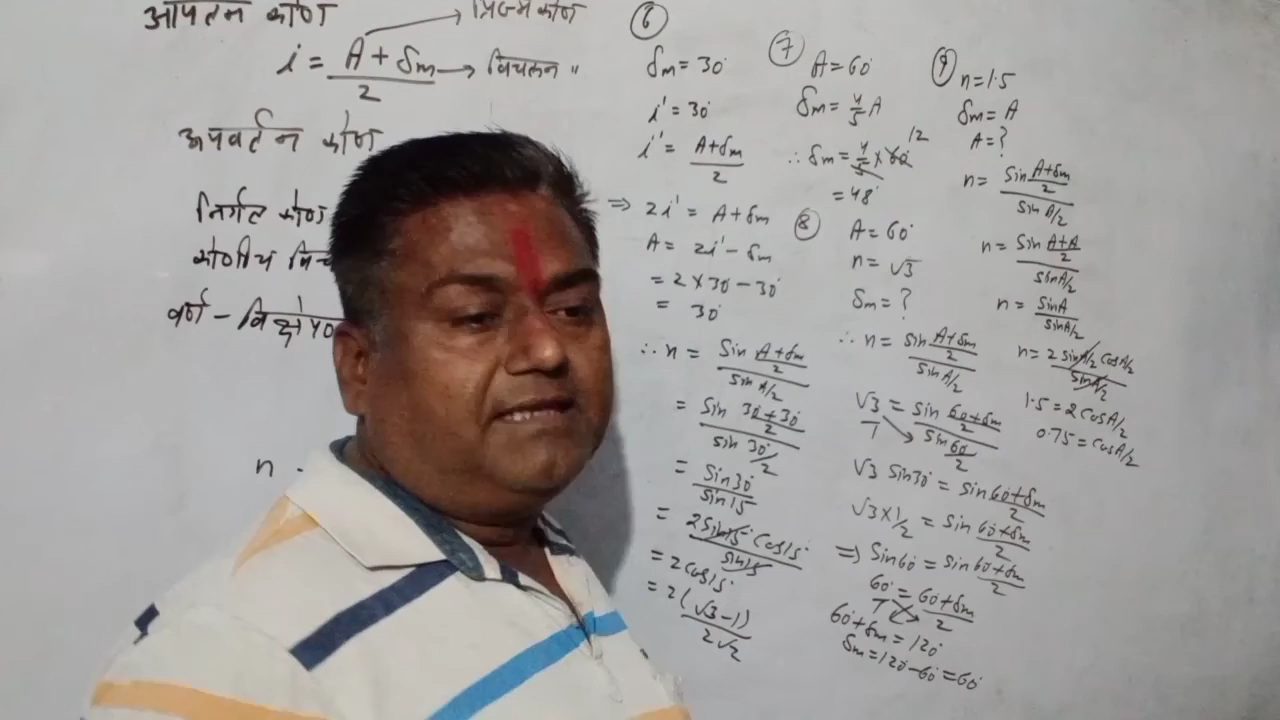 आपतन कोण
प्रिज्म कोण
i = A + δm / 2 → विचलन "
अपवर्तन कोण
निर्गत कोण
कोणीय
वर्ण -
n
⑥
δm = 30°
i' = 30°
i' = A+δm / 2
⇒ 2i' = A + δm
A = 2i' - δm
= 2 × 30 - 30°
= 30°
∴ n = Sin A+δm/2 / sin A/2
= Sin 30+30/2 / sin 30/2
= Sin30° / sin15
= 2sin15° cos15° / sin15
= 2cos15°
= 2(√3-1) / 2√2
⑦
A = 60°
δm = 4/5 A
∴ δm = 4/5 × 60 12
= 48°
⑧
A = 60°
n = √3
δm = ?
∴ n = sin A+δm/2 / sin A/2
√3 / 1 = sin 60+δm/2 / sin 60/2
√3 sin30 = sin 60+δm/2
√3×1/2 = sin 60+δm/2
⇒ Sin60 = sin 60+δm/2
60 / 1 = 60+δm / 2
60+δm = 120
δm = 120-60 = 60°
⑨
n = 1.5
δm = A
A = ?
n = Sin A+δm/2 / sin A/2
n = Sin A+A/2 / sin A/2
n = SinA / sin A/2
n = 2 sin A/2 cos A/2 / sin A/2
1.5 = 2 cos A/2
0.75 = cos A/2